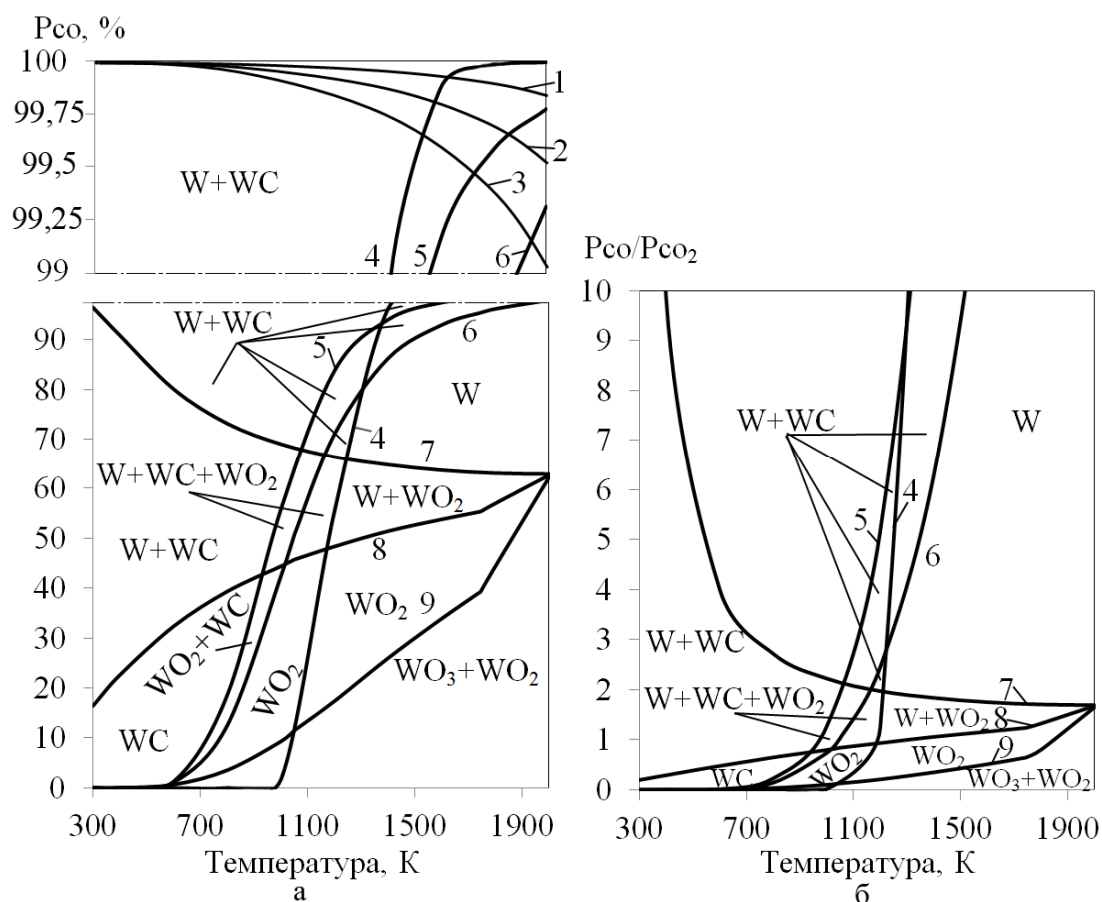 Pco, %
100
99,75
99,5
99,25
99
W+WC
1
2
3
4
5
6
90
80
70
60
50
40
30
20
10
0
W+WC
5
6
W
4
7
W+WC+WO₂
W+WO₂
W+WC
8
WO₂ 9
WO₂+WC
WO₂
WO₃+WO₂
WC
300 700 1100 1500 1900
Температура, К
а
Pco/Pco₂
10
9
8
7
6
5
4
3
2
1
0
W+WC
W
4
5
6
W+WC
7
W+WC+WO₂
W+WO₂ 8
WC
WO₂
WO₂ 9
WO₃+WO₂
300 700 1100 1500 1900
Температура, К
б